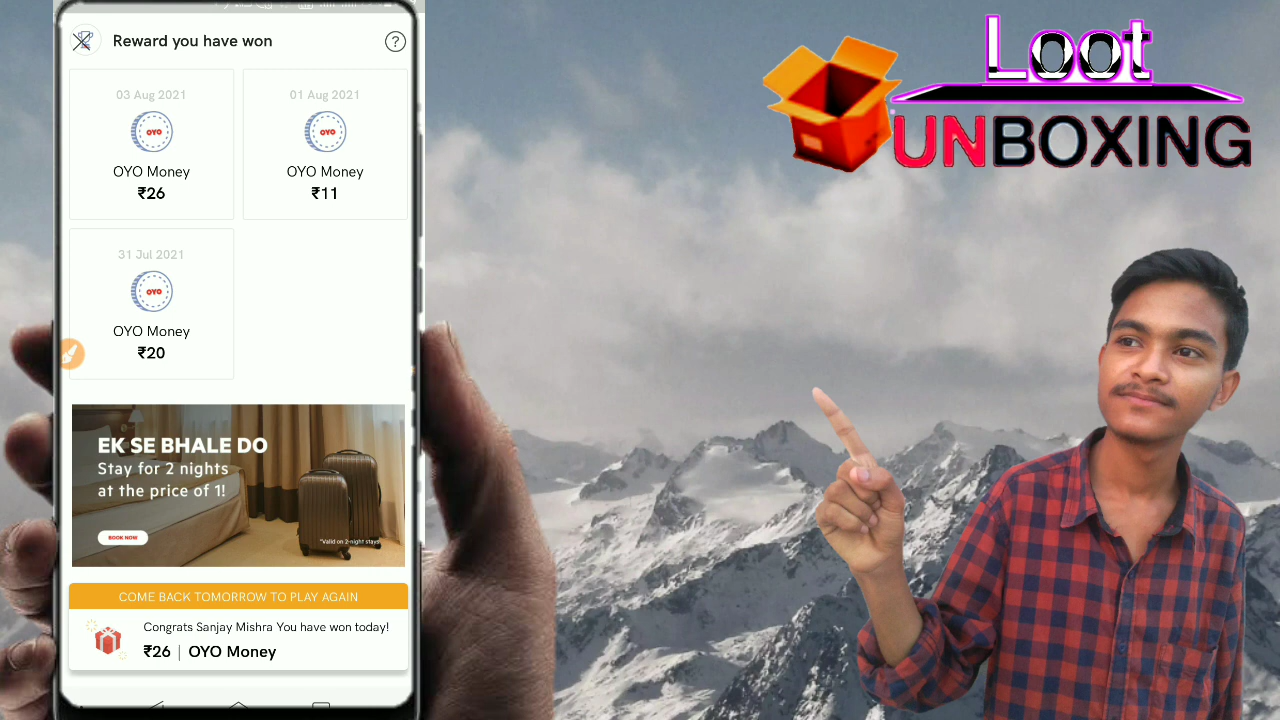 Reward you have won
?
03 Aug 2021
01 Aug 2021
OYO
OYO
OYO Money
OYO Money
₹26
₹11
31 Jul 2021
OYO
OYO Money
₹20
EK SE BHALE DO
Stay for 2 nights
at the price of 1!
BOOK NOW
*Valid on 2-night stays
COME BACK TOMORROW TO PLAY AGAIN
Congrats Sanjay Mishra You have won today!
₹26 | OYO Money
Loot
UNBOXING